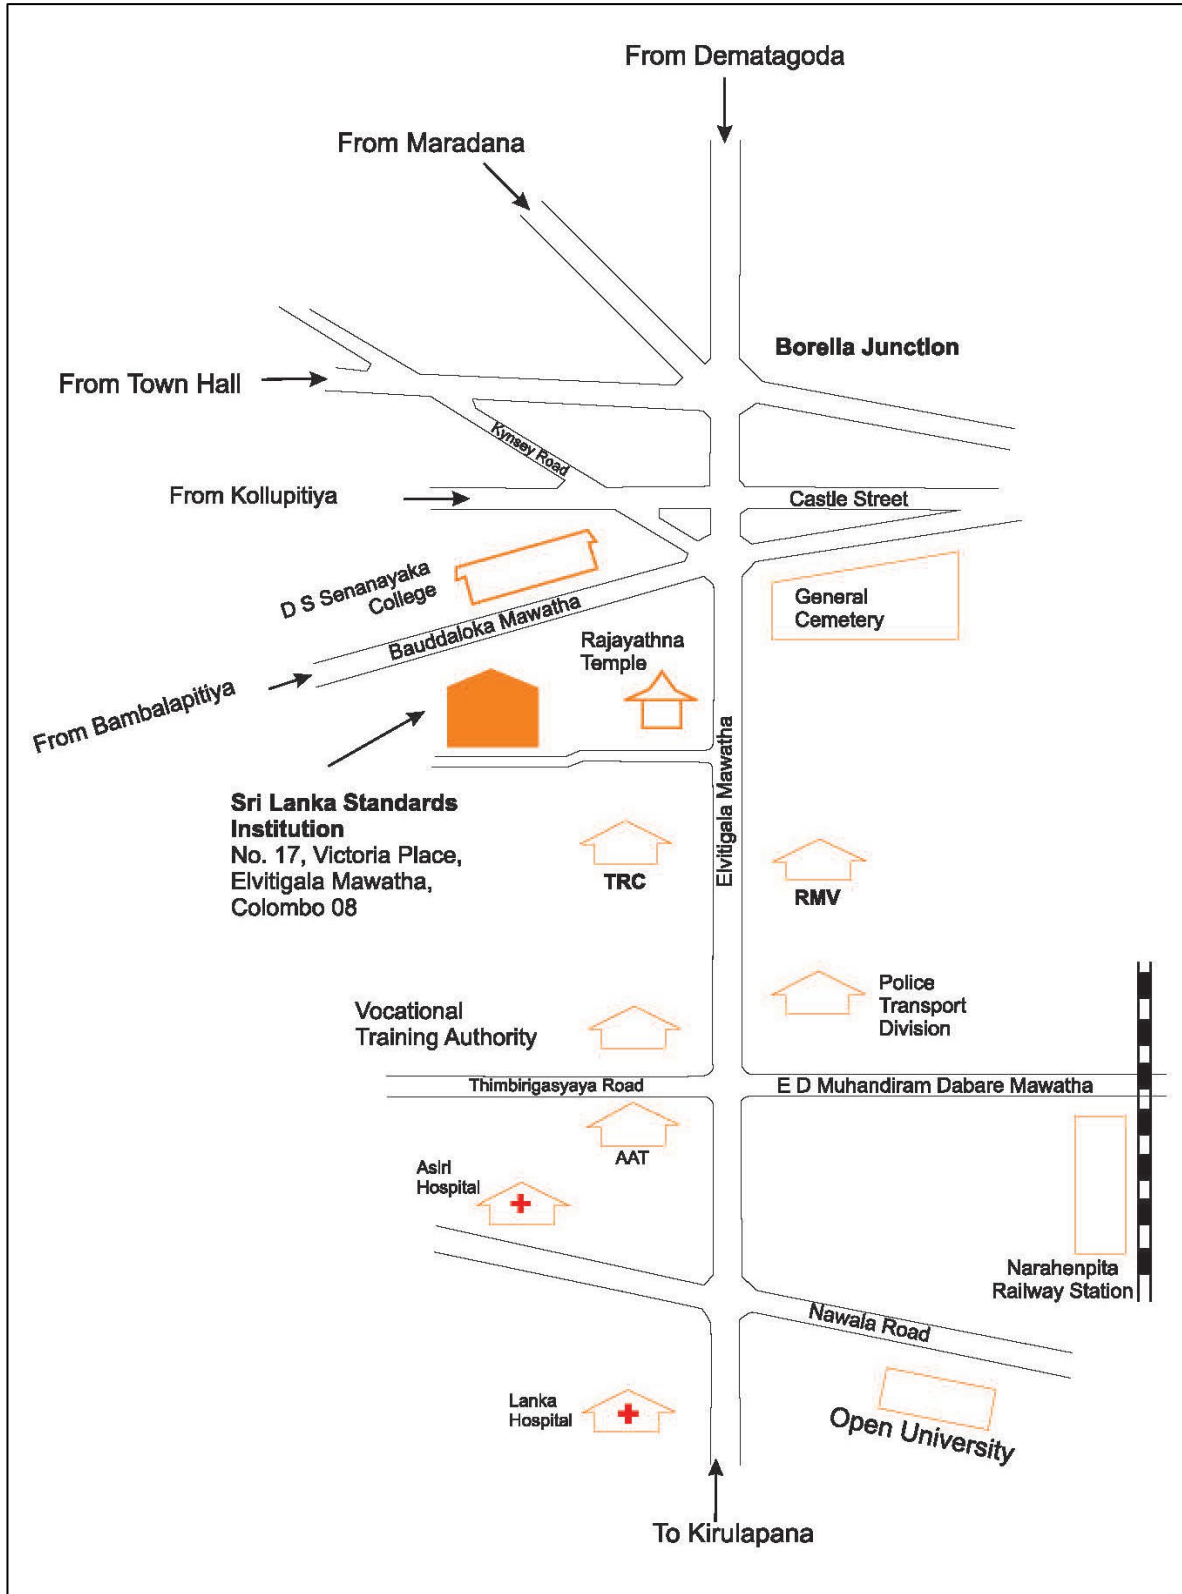 From Dematagoda
From Maradana
Borella Junction
From Town Hall
Kynsey Road
From Kollupitiya
Castle Street
D S Senanayaka
College
Bauddaloka Mawatha
General
Cemetery
Rajayathna
Temple
From Bambalapitiya
Elvitigala Mawatha
Sri Lanka Standards
Institution
No. 17, Victoria Place,
Elvitigala Mawatha,
Colombo 08
TRC
RMV
Police
Transport
Division
Vocational
Training Authority
Thimbirigasyaya Road
E D Muhandiram Dabare Mawatha
AAT
Asiri
Hospital
Narahenpita
Railway Station
Nawala Road
Lanka
Hospital
Open University
To Kirulapana